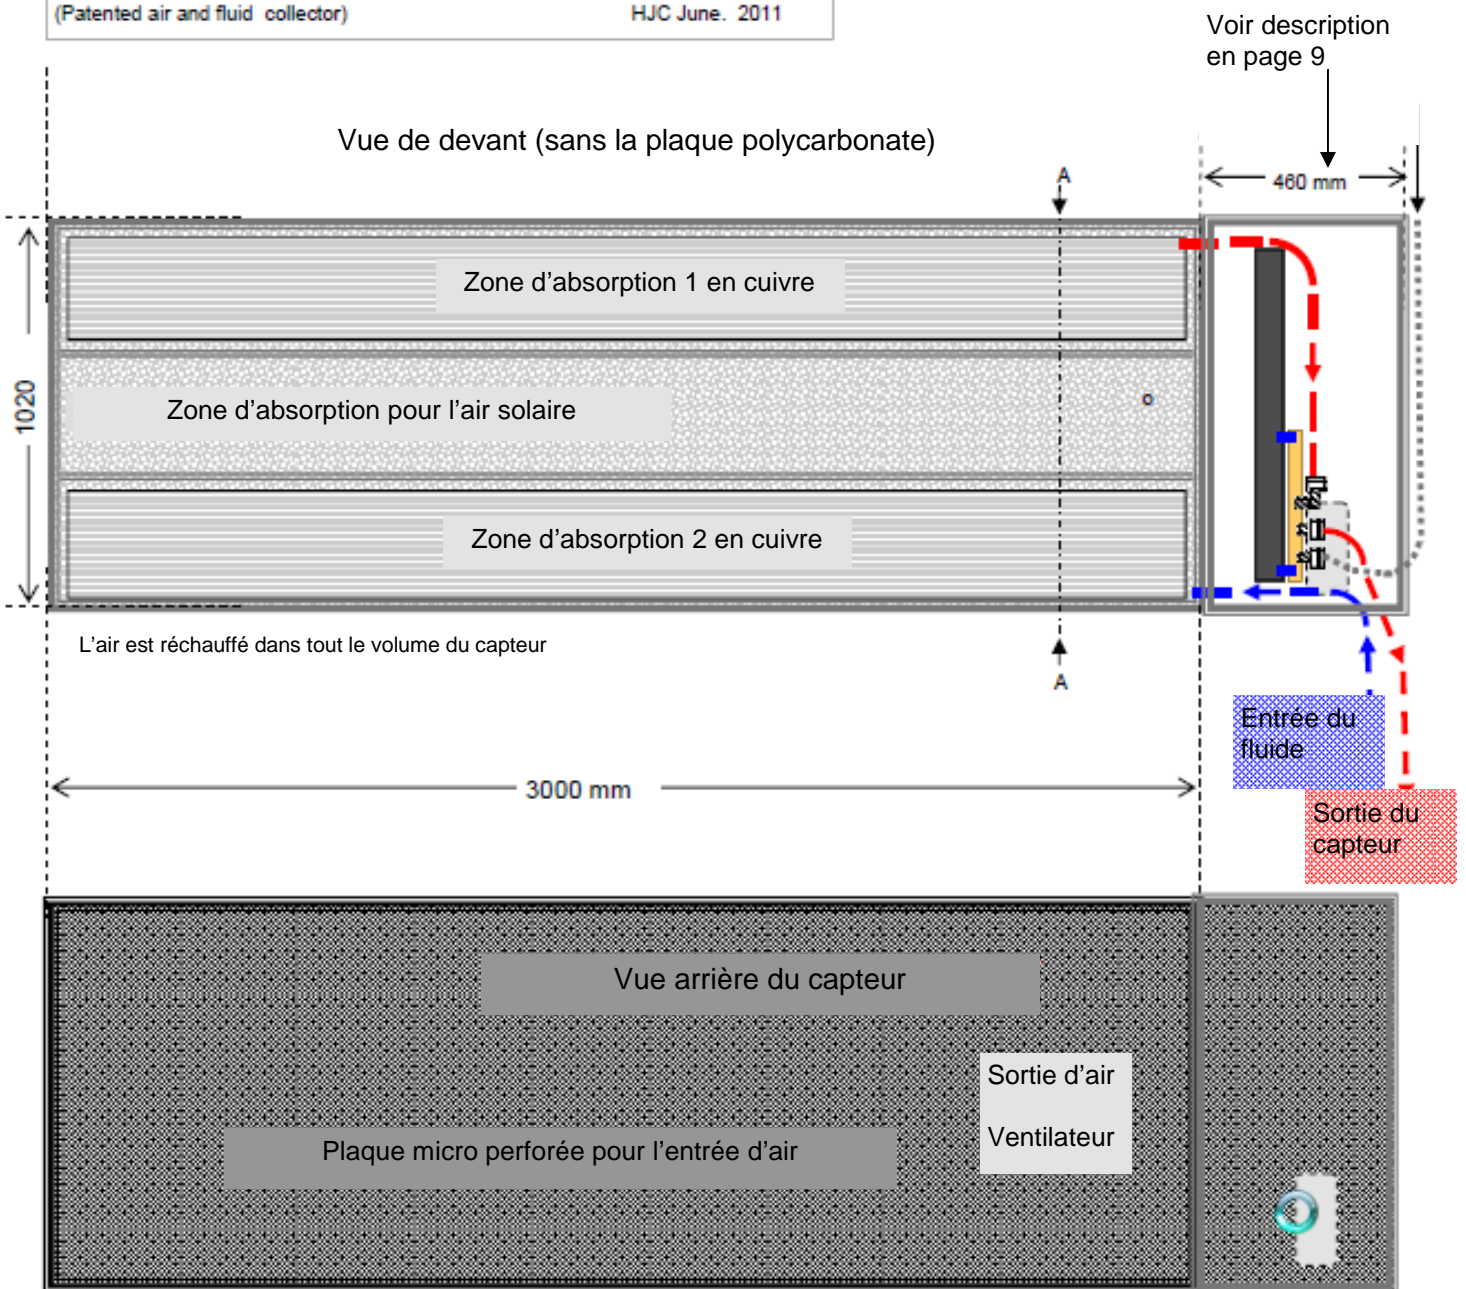 (Patented air and fluid collector) HJC June. 2011
Voir description
en page 9
Vue de devant (sans la plaque polycarbonate)
A
460 mm
Zone d'absorption 1 en cuivre
1020
Zone d'absorption pour l'air solaire
o
Zone d'absorption 2 en cuivre
L'air est réchauffé dans tout le volume du capteur
A
Entrée du
fluide
3000 mm
Sortie du
capteur
Vue arrière du capteur
Sortie d'air
Ventilateur
Plaque micro perforée pour l'entrée d'air